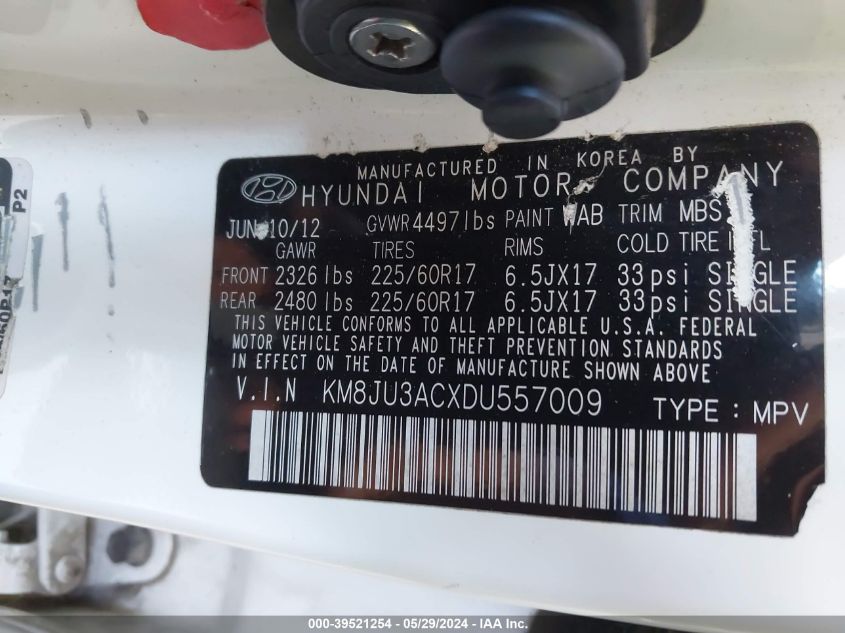 MANUFACTURED IN KOREA BY
HYUNDAI MOTOR COMPANY
JUN 10/12 GVWR 4497 lbs PAINT WAB TRIM MBS
GAWR TIRES RIMS COLD TIRE
FRONT 2326 lbs 225/60R17 6.5JX17 33psi SINGLE
REAR 2480 lbs 225/60R17 6.5JX17 33psi SINGLE
THIS VEHICLE CONFORMS TO ALL APPLICABLE U.S.A. FEDERAL
MOTOR VEHICLE SAFETY AND THEFT PREVENTION STANDARDS
IN EFFECT ON THE DATE OF MANUFACTURE SHOWN ABOVE
V.I.N KM8JU3ACXDU557009 TYPE : MPV
P2
000-39521254 - 05/29/2024 - IAA Inc.